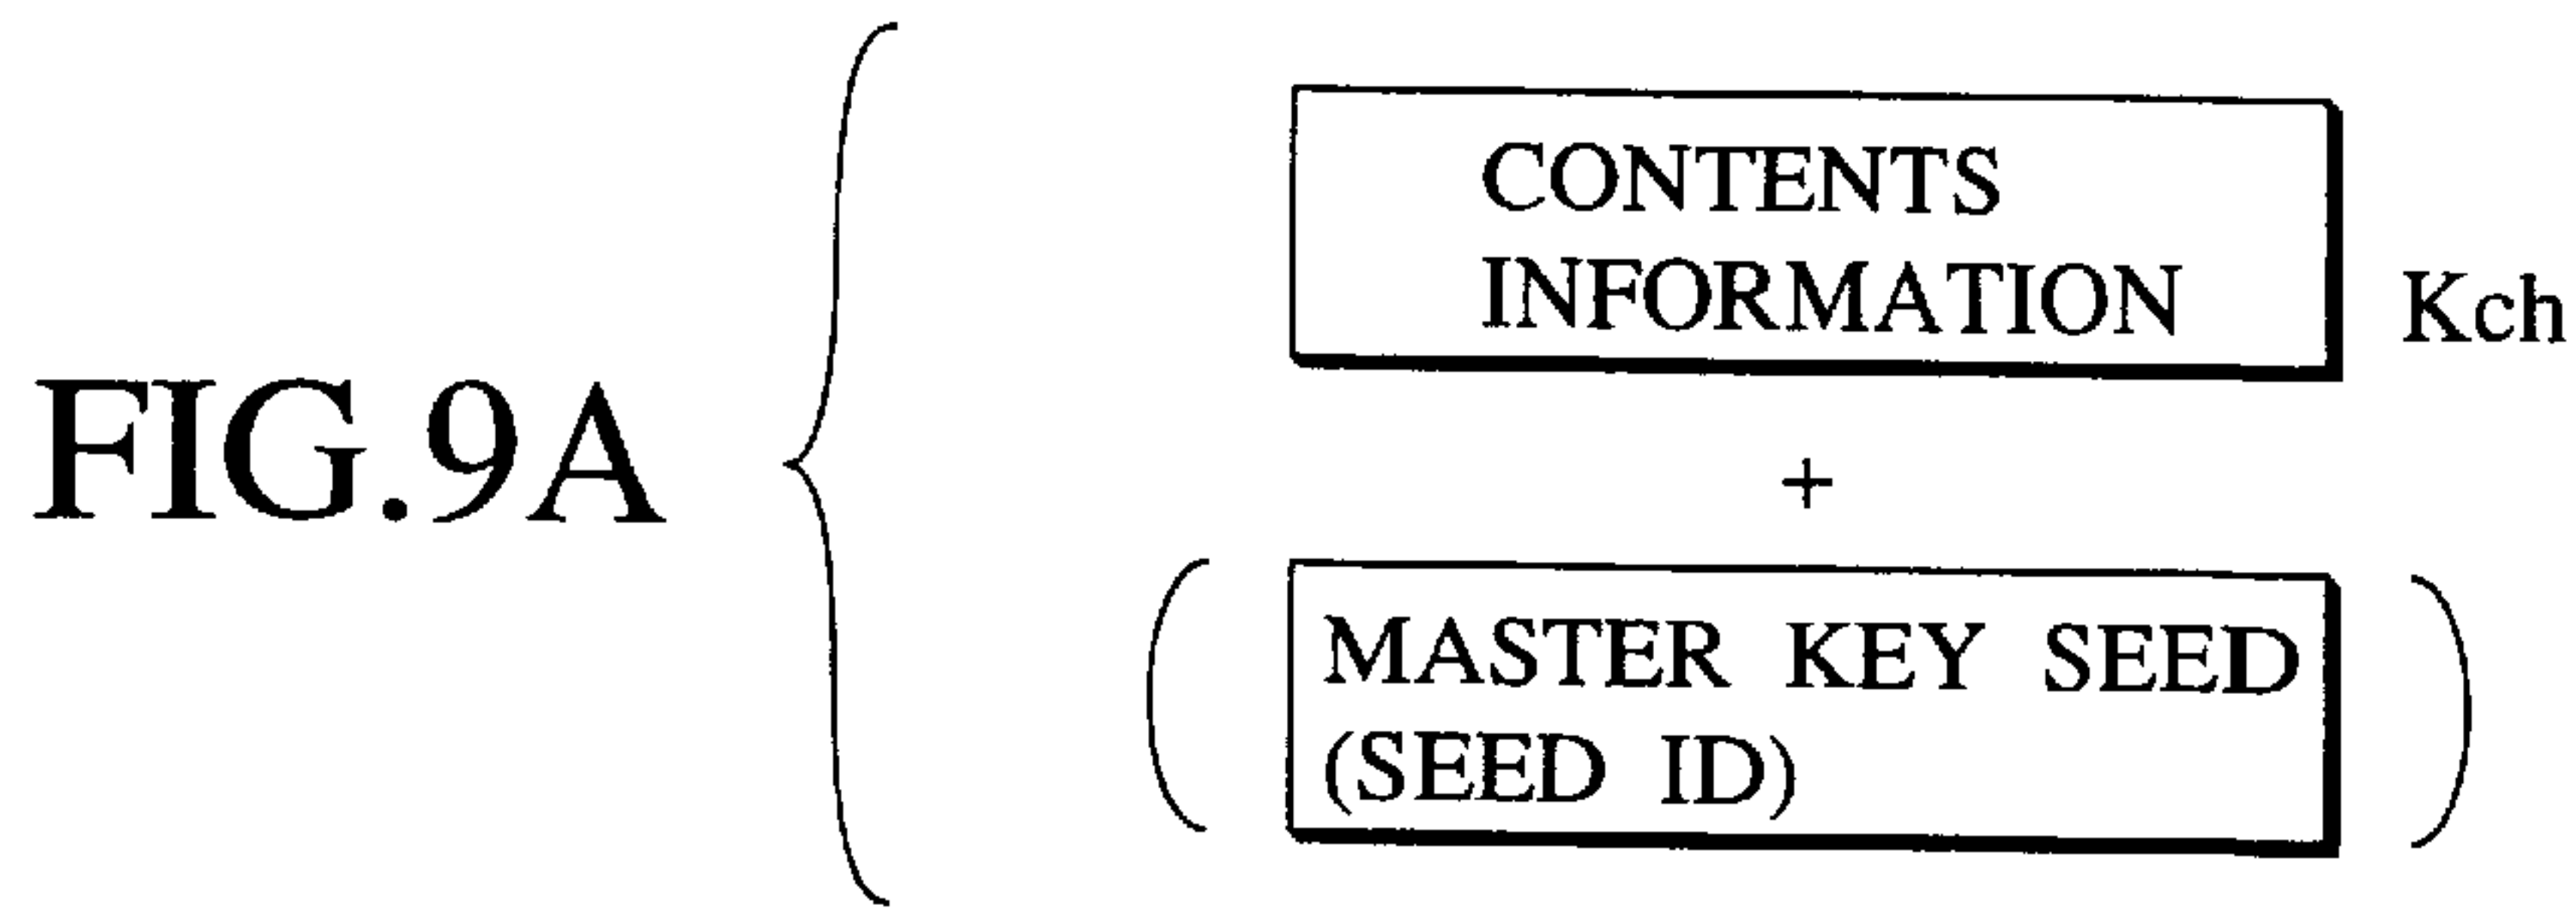 FIG.9A
CONTENTS
INFORMATION
Kch
+
MASTER KEY SEED
(SEED ID)